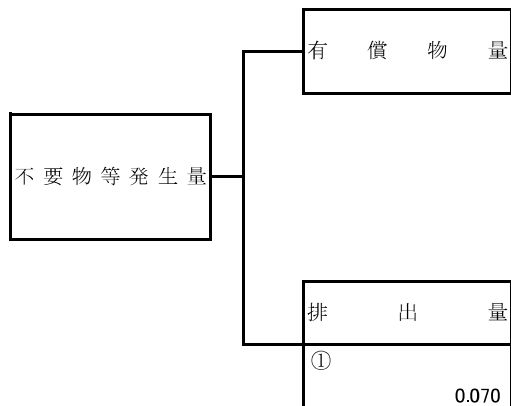 有償物量
不要物等発生量
排出量
①
0.070